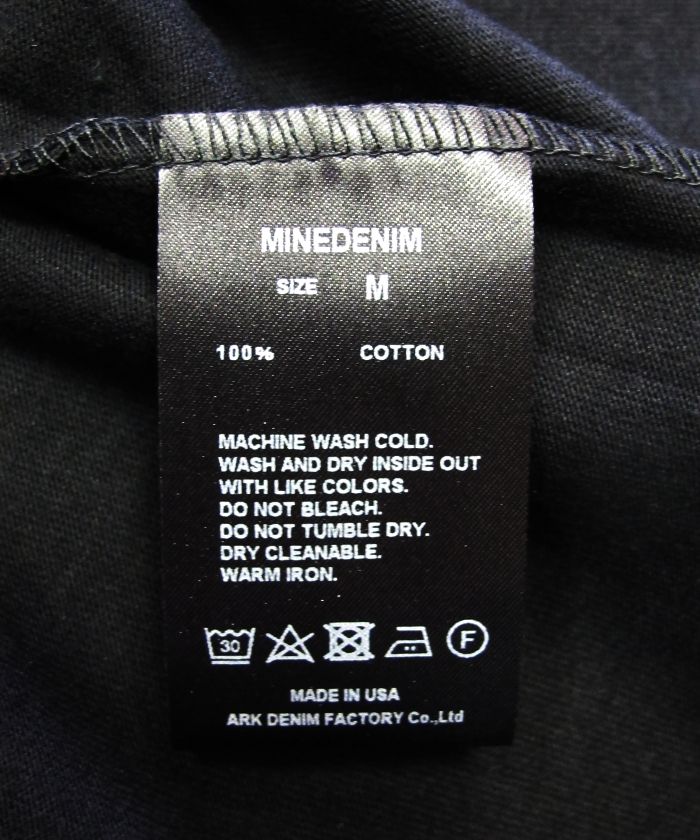 MINEDENIM
SIZE M
100% COTTON
MACHINE WASH COLD.
WASH AND DRY INSIDE OUT
WITH LIKE COLORS.
DO NOT BLEACH.
DO NOT TUMBLE DRY.
DRY CLEANABLE.
WARM IRON.
30 F
MADE IN USA
ARK DENIM FACTORY Co.,Ltd